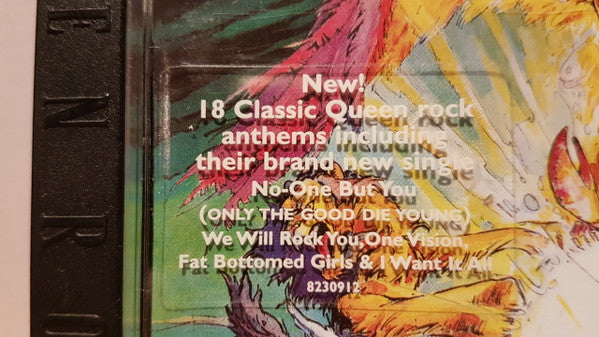 New!
18 Classic Queen rock
anthems including
their brand new single
No-One But You
(ONLY THE GOOD DIE YOUNG)
We Will Rock You, One Vision,
Fat Bottomed Girls & I Want It All
8230912